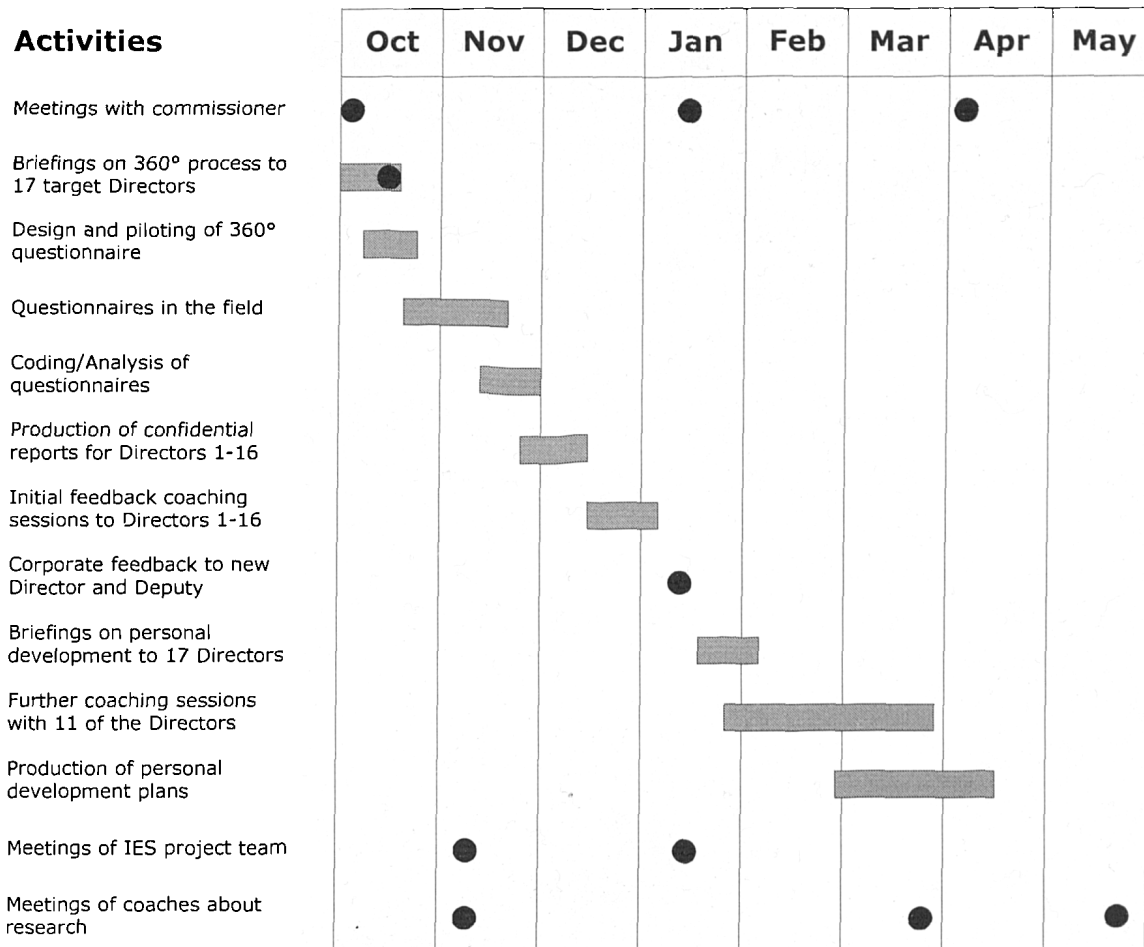 Activities
Oct Nov Dec Jan Feb Mar Apr May
Meetings with commissioner
Briefings on 360° process to
17 target Directors
Design and piloting of 360°
questionnaire
Questionnaires in the field
Coding/Analysis of
questionnaires
Production of confidential
reports for Directors 1-16
Initial feedback coaching
sessions to Directors 1-16
Corporate feedback to new
Director and Deputy
Briefings on personal
development to 17 Directors
Further coaching sessions
with 11 of the Directors
Production of personal
development plans
Meetings of IES project team
Meetings of coaches about
research